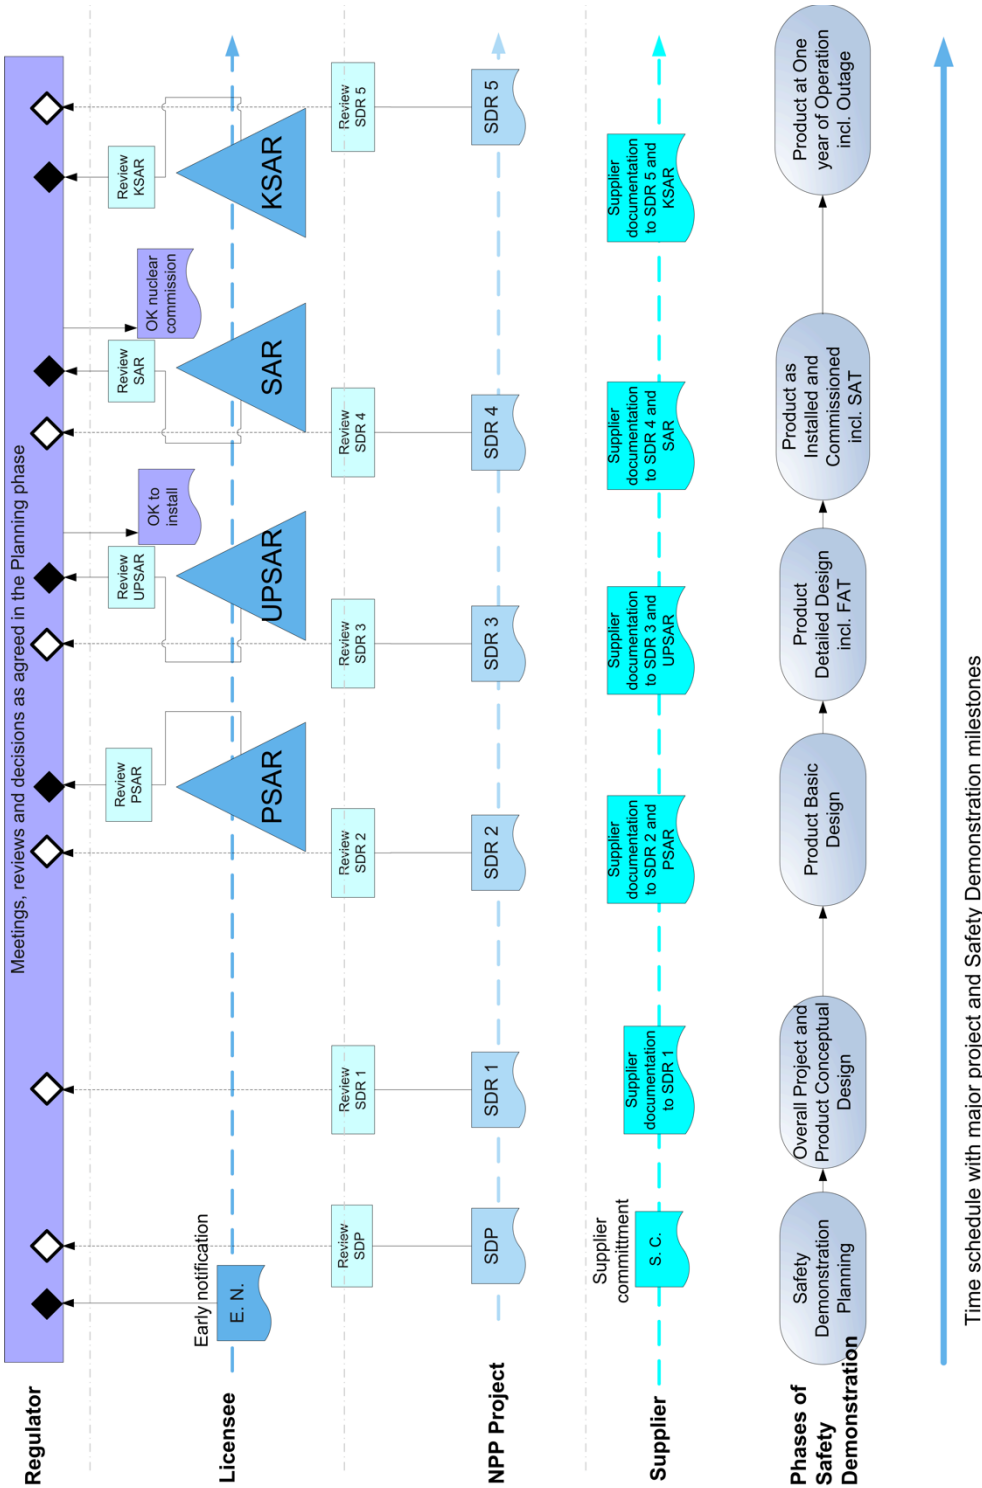 Regulator
Meetings, reviews and decisions as agreed in the Planning phase
Licensee
Early notification
E. N.
Review
PSAR
PSAR
Review
UPSAR
UPSAR
OK to
install
Review
SAR
SAR
OK nuclear
commission
Review
KSAR
KSAR
Review
SDP
Review
SDR 1
Review
SDR 2
Review
SDR 3
Review
SDR 4
Review
SDR 5
NPP Project
SDP
SDR 1
SDR 2
SDR 3
SDR 4
SDR 5
Supplier
Supplier
committment
S. C.
Supplier
documentation
to SDR 1
Supplier
documentation
to SDR 2 and
PSAR
Supplier
documentation
to SDR 3 and
UPSAR
Supplier
documentation
to SDR 4 and
SAR
Supplier
documentation
to SDR 5 and
KSAR
Phases of
Safety
Demonstration
Safety
Demonstration
Planning
Overall Project and
Product Conceptual
Design
Product Basic
Design
Product
Detailed Design
incl. FAT
Product as
Installed and
Commissioned
incl. SAT
Product at One
year of Operation
incl. Outage
Time schedule with major project and Safety Demonstration milestones